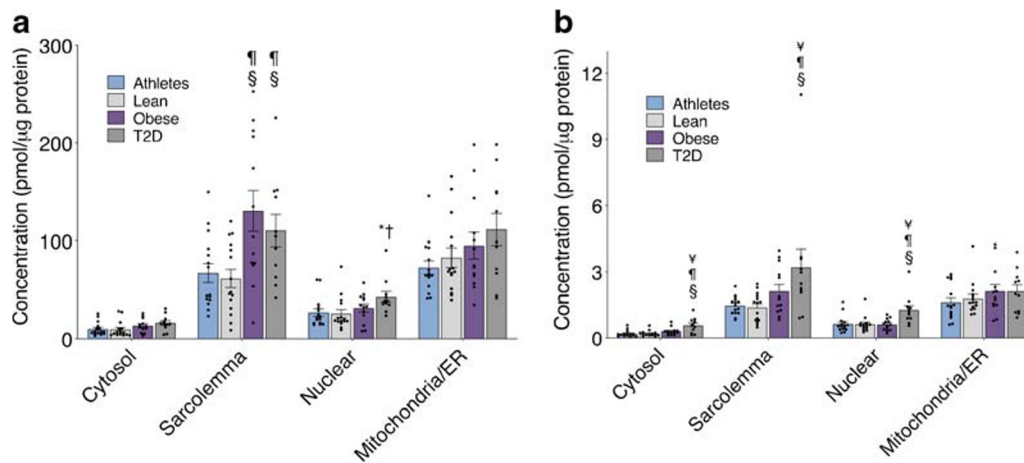 a
Concentration (pmol/µg protein)
300
200
100
0
Athletes
Lean
Obese
T2D
¶ ¶
§ §
*†
Cytosol
Sarcolemma
Nuclear
Mitochondria/ER
b
Concentration (pmol/µg protein)
12
9
6
3
0
Athletes
Lean
Obese
T2D
¥
¶
§
¥
¶
§
¥
¶
§
Cytosol
Sarcolemma
Nuclear
Mitochondria/ER